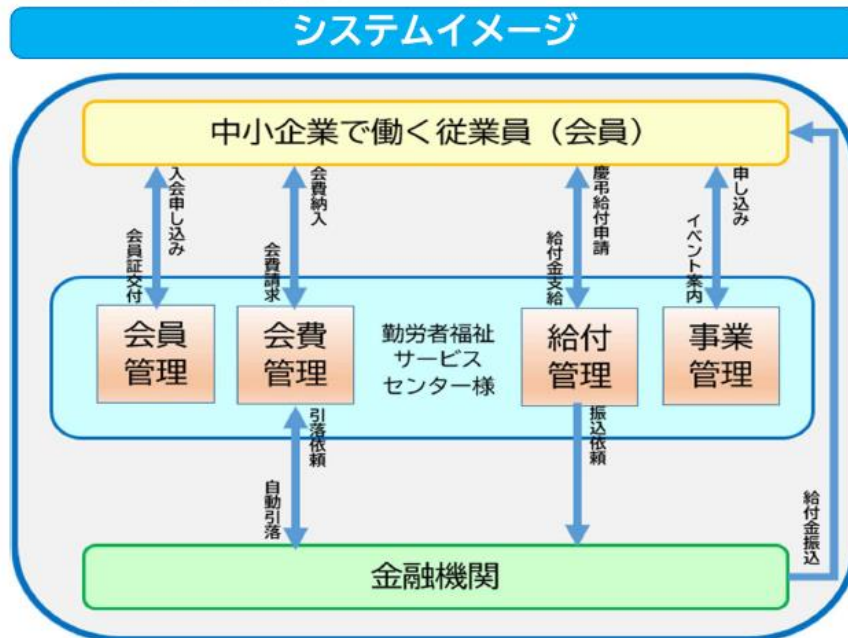 システムイメージ
中小企業で働く従業員（会員）
入会申し込み
会員証交付
会費納入
会費請求
慶弔給付申請
給付金支給
申し込み
イベント案内
会員
管理
会費
管理
勤労者福祉
サービス
センター様
給付
管理
事業
管理
引落依頼
自動引落
振込依頼
給付金振込
金融機関